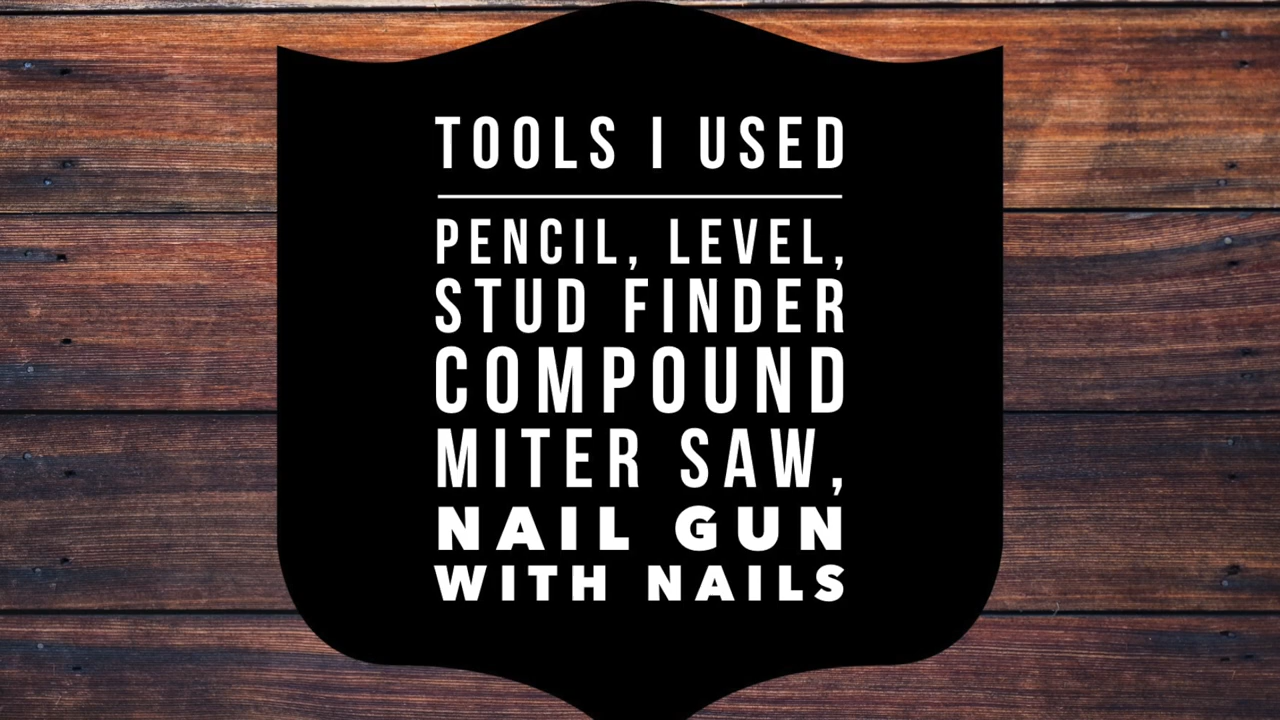 TOOLS I USED
PENCIL, LEVEL,
STUD FINDER
COMPOUND
MITER SAW,
NAIL GUN
WITH NAILS